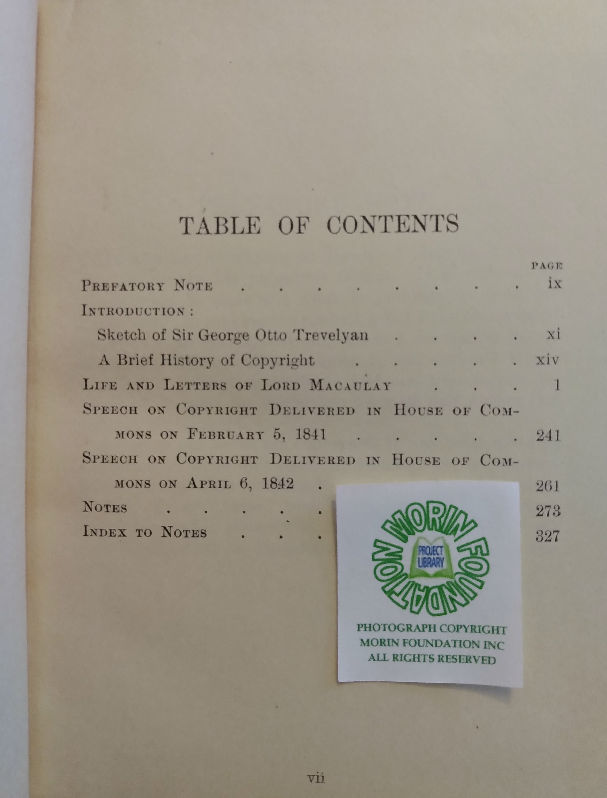 TABLE OF CONTENTS
PAGE
PREFATORY NOTE . . . . . . . . ix
INTRODUCTION:
Sketch of Sir George Otto Trevelyan . . . . xi
A Brief History of Copyright . . . . . xiv
LIFE AND LETTERS OF LORD MACAULAY . . . 1
SPEECH ON COPYRIGHT DELIVERED IN HOUSE OF COM-
MONS ON FEBRUARY 5, 1841 . . . . . 241
SPEECH ON COPYRIGHT DELIVERED IN HOUSE OF COM-
MONS ON APRIL 6, 1842 . 261
NOTES . . . . . 273
INDEX TO NOTES . . . 327
MORIN FOUNDATION
PROJECT
LIBRARY
PHOTOGRAPH COPYRIGHT
MORIN FOUNDATION INC
ALL RIGHTS RESERVED
vii